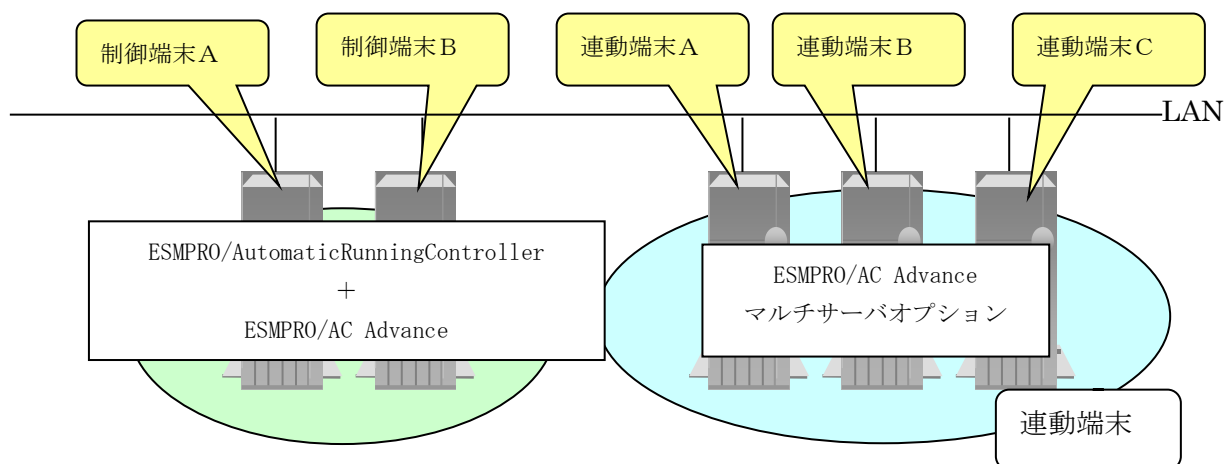 制御端末A
制御端末B
連動端末A
連動端末B
連動端末C
LAN
ESMPRO/AutomaticRunningController
+
ESMPRO/AC Advance
ESMPRO/AC Advance
マルチサーバオプション
連動端末